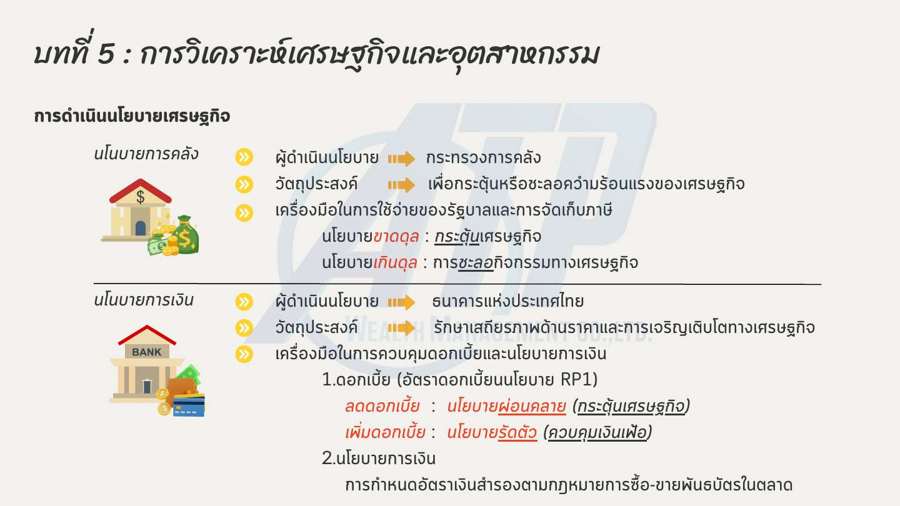 บทที่ 5 : การวิเคราะห์เศรษฐกิจและอุตสาหกรรม
การดำเนินนโยบายเศรษฐกิจ
นโนบายการคลัง
ผู้ดำเนินนโยบาย กระทรวงการคลัง
วัตถุประสงค์ เพื่อกระตุ้นหรือชะลอความร้อนแรงของเศรษฐกิจ
เครื่องมือในการใช้จ่ายของรัฐบาลและการจัดเก็บภาษี
นโยบายขาดดุล : กระตุ้นเศรษฐกิจ
นโยบายเกินดุล : การชะลอกิจกรรมทางเศรษฐกิจ
นโนบายการเงิน
ผู้ดำเนินนโยบาย ธนาคารแห่งประเทศไทย
วัตถุประสงค์ รักษาเสถียรภาพด้านราคาและการเจริญเติบโตทางเศรษฐกิจ
BANK
เครื่องมือในการควบคุมดอกเบี้ยและนโยบายการเงิน
1.ดอกเบี้ย (อัตราดอกเบี้ยนนโยบาย RP1)
ลดดอกเบี้ย : นโยบายผ่อนคลาย (กระตุ้นเศรษฐกิจ)
เพิ่มดอกเบี้ย : นโยบายรัดตัว (ควบคุมเงินเฟ้อ)
2.นโยบายการเงิน
การกำหนดอัตราเงินสำรองตามกฎหมายการซื้อ-ขายพันธบัตรในตลาด
ATP
WEALTH MANAGEMENT CO.,LTD.